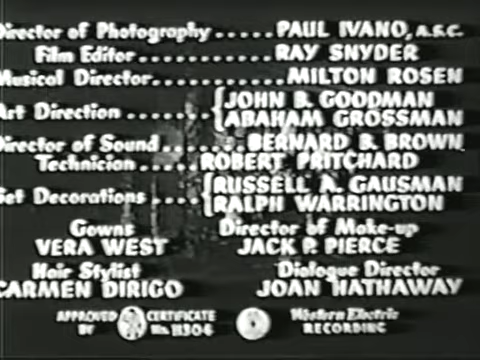 Director of Photography.....PAUL IVANO, A.S.C.
Film Editor............RAY SNYDER
Musical Director............MILTON ROSEN
Art Direction.......{JOHN B. GOODMAN
ABAHAM GROSSMAN
Director of Sound.......BERNARD B. BROWN
Technician.....ROBERT PRITCHARD
Set Decorations....{RUSSELL A. GAUSMAN
RALPH WARRINGTON
Gowns Director of Make-up
VERA WEST JACK P. PIERCE
Hair Stylist Dialogue Director
CARMEN DIRIGO JOAN HATHAWAY
APPROVED CERTIFICATE Western Electric
BY No. 11304 RECORDING